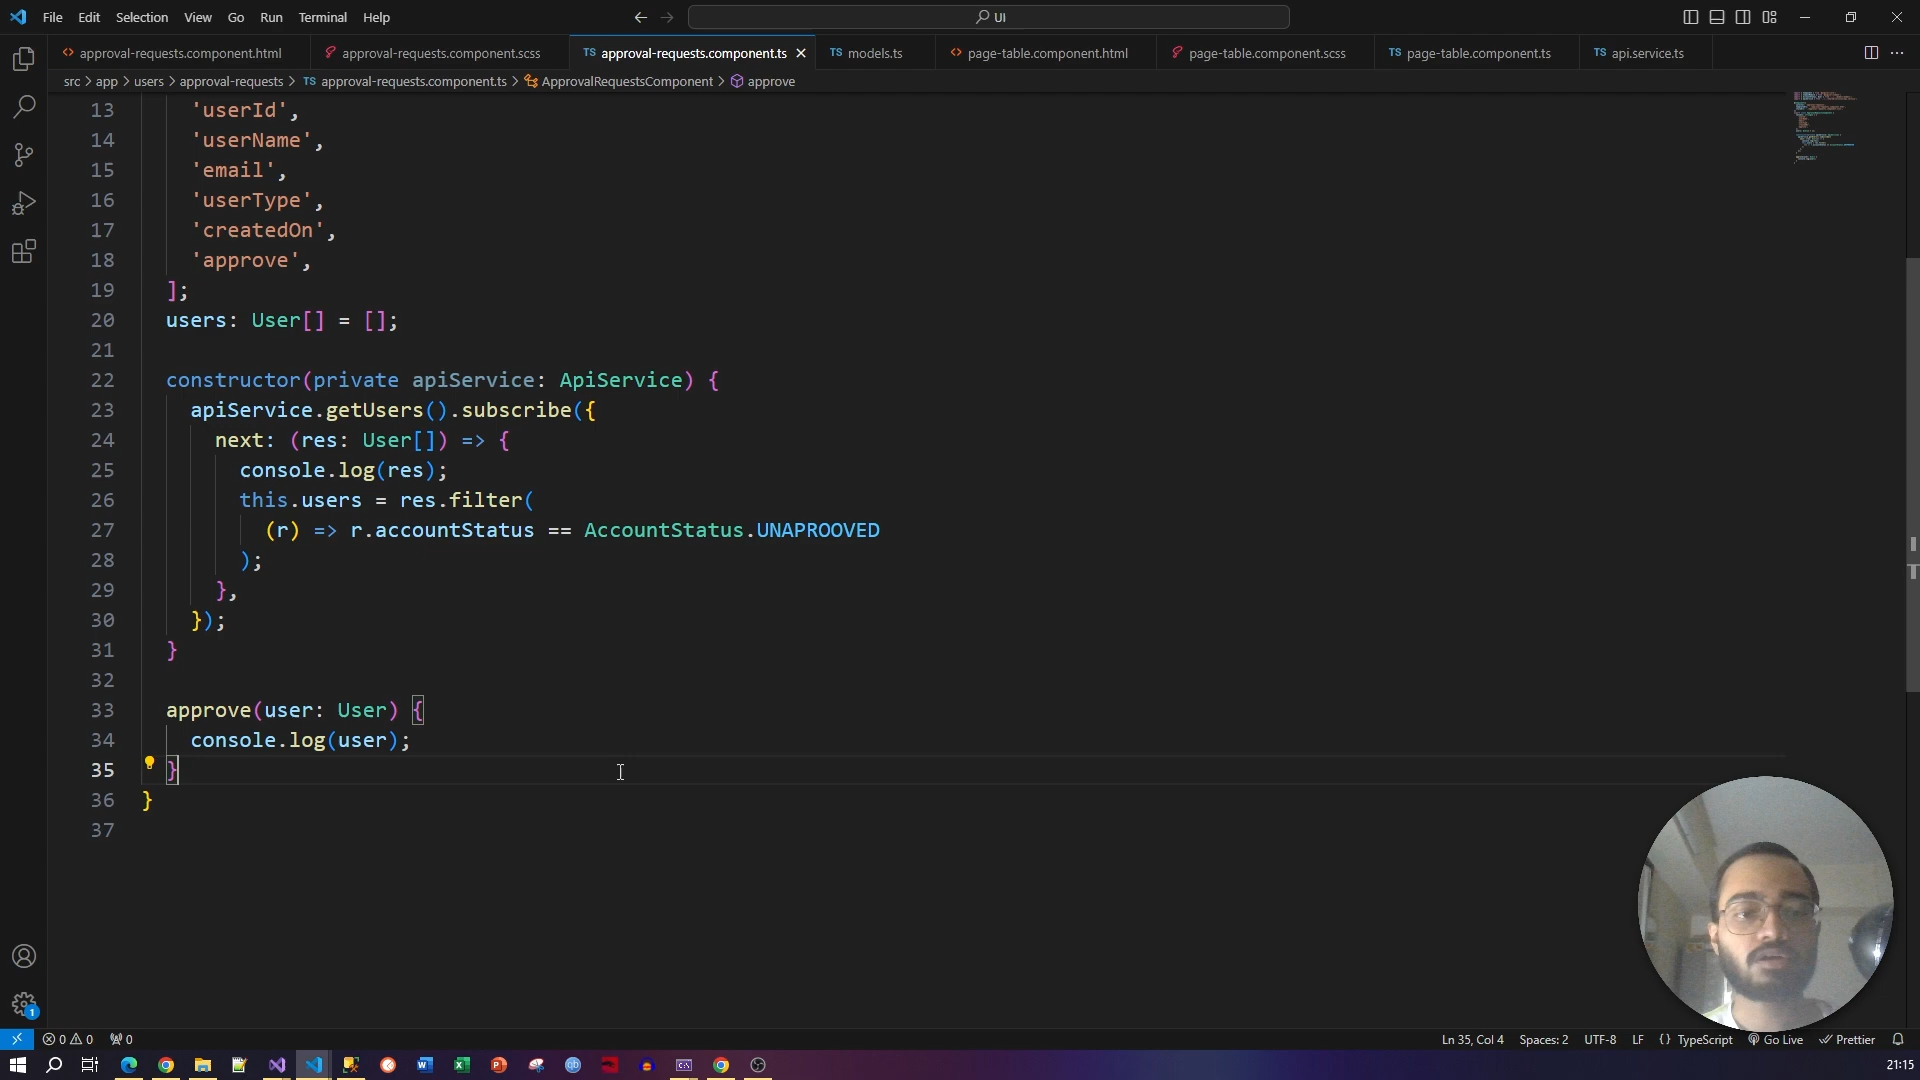 File Edit Selection View Go Run Terminal Help
UI
approval-requests.component.html approval-requests.component.scss TS approval-requests.component.ts TS models.ts page-table.component.html page-table.component.scss TS page-table.component.ts TS api.service.ts
src > app > users > approval-requests > TS approval-requests.component.ts > ApprovalRequestsComponent > approve
13 'userId',
14 'userName',
15 'email',
16 'userType',
17 'createdOn',
18 'approve',
19 ];
20 users: User[] = [];
21
22 constructor(private apiService: ApiService) {
23 apiService.getUsers().subscribe({
24 next: (res: User[]) => {
25 console.log(res);
26 this.users = res.filter(
27 (r) => r.accountStatus == AccountStatus.UNAPROOVED
28 );
29 },
30 });
31 }
32
33 approve(user: User) {
34 console.log(user);
35 }
36 }
37
1
0 0 0 Ln 35, Col 4 Spaces: 2 UTF-8 LF {} TypeScript Go Live Prettier
21:15